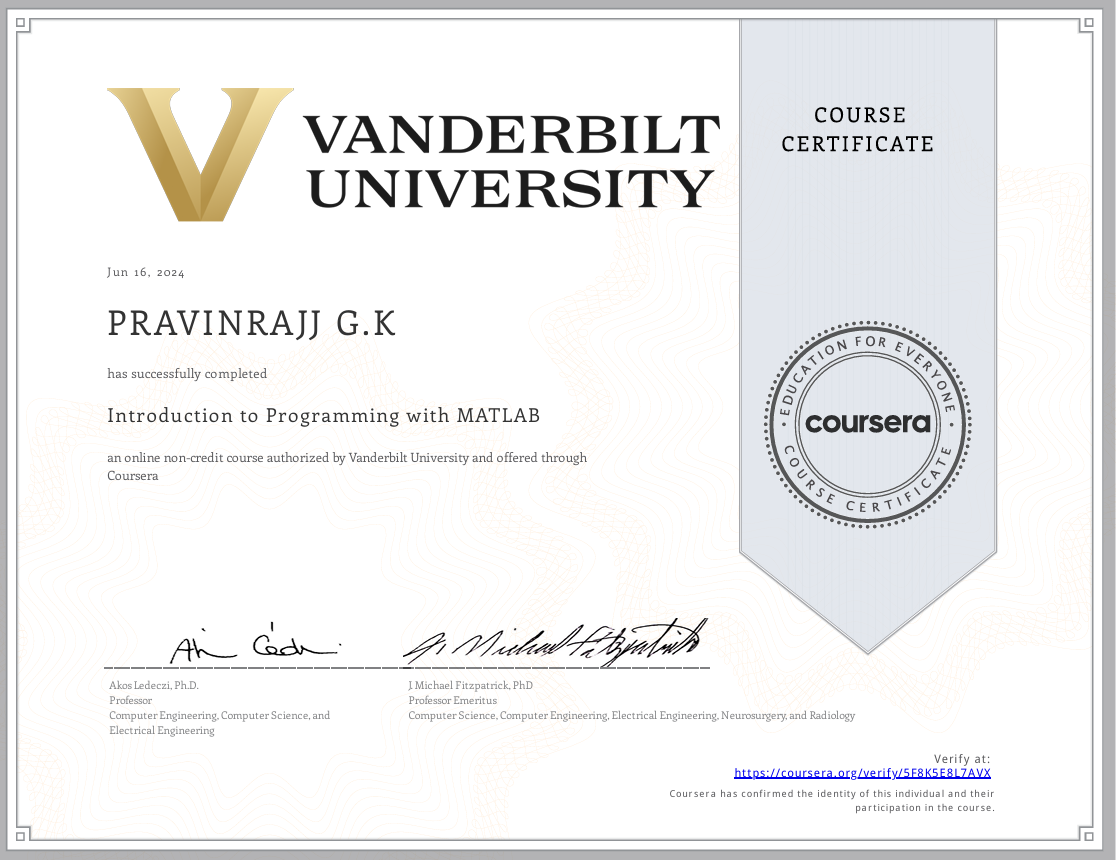 VANDERBILT
UNIVERSITY
COURSE
CERTIFICATE
Jun 16, 2024
PRAVINRAJJ G.K
has successfully completed
Introduction to Programming with MATLAB
an online non-credit course authorized by Vanderbilt University and offered through
Coursera
EDUCATION FOR EVERYONE
coursera
COURSE CERTIFICATE
J. Michael Fitzpatrick
Akos Ledeczi, Ph.D.
Professor
Computer Engineering, Computer Science, and
Electrical Engineering
J. Michael Fitzpatrick, PhD
Professor Emeritus
Computer Science, Computer Engineering, Electrical Engineering, Neurosurgery, and Radiology
Verify at:
https://coursera.org/verify/5F8K5E8L7AVX
Coursera has confirmed the identity of this individual and their
participation in the course.